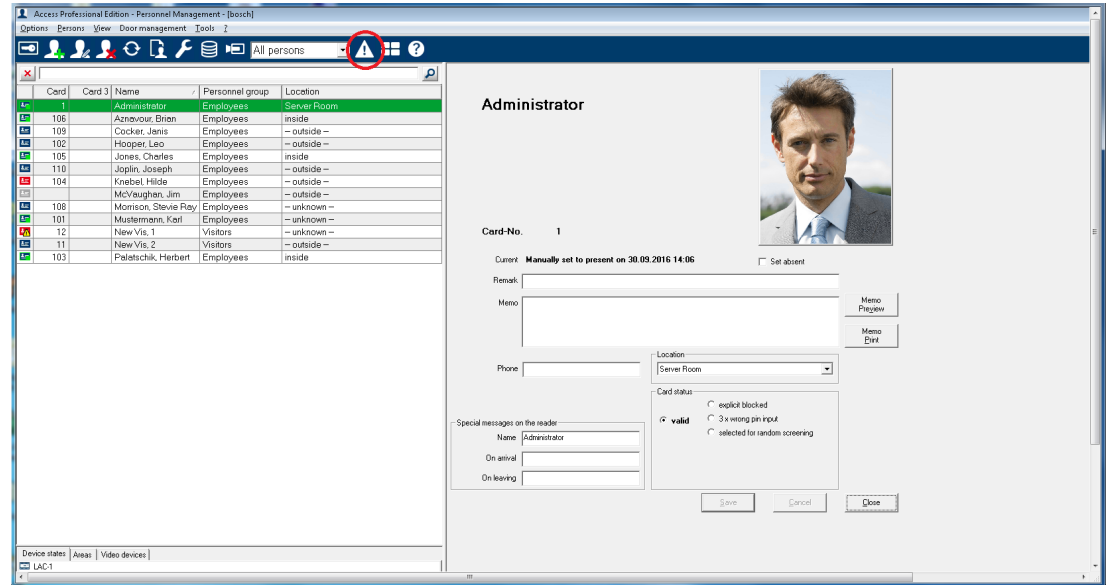 Access Professional Edition - Personnel Management - [bosch]
Options Persons View Door management Tools ?
All persons
Card Card 3 Name Personnel group Location
1 Administrator Employees Server Room
106 Aznavour, Brian Employees inside
109 Cocker, Janis Employees -- outside --
102 Hooper, Leo Employees -- outside --
105 Jones, Charles Employees inside
110 Joplin, Joseph Employees -- outside --
104 Knebel, Hilde Employees -- outside --
McVaughan, Jim Employees -- outside --
108 Morrison, Stevie Ray Employees -- unknown --
101 Mustermann, Karl Employees -- unknown --
12 New Vis, 1 Visitors -- unknown --
11 New Vis, 2 Visitors -- outside --
103 Palatschik, Herbert Employees inside
Device states Areas Video devices
LAC-1
Administrator
Card-No. 1
Current Manually set to present on 30.09.2016 14:06
Set absent
Remark
Memo
Memo Preview
Memo Print
Phone
Location
Server Room
Card status
valid
explicit blocked
3 x wrong pin input
selected for random screening
Special messages on the reader
Name Administrator
On arrival
On leaving
Save Cancel Close